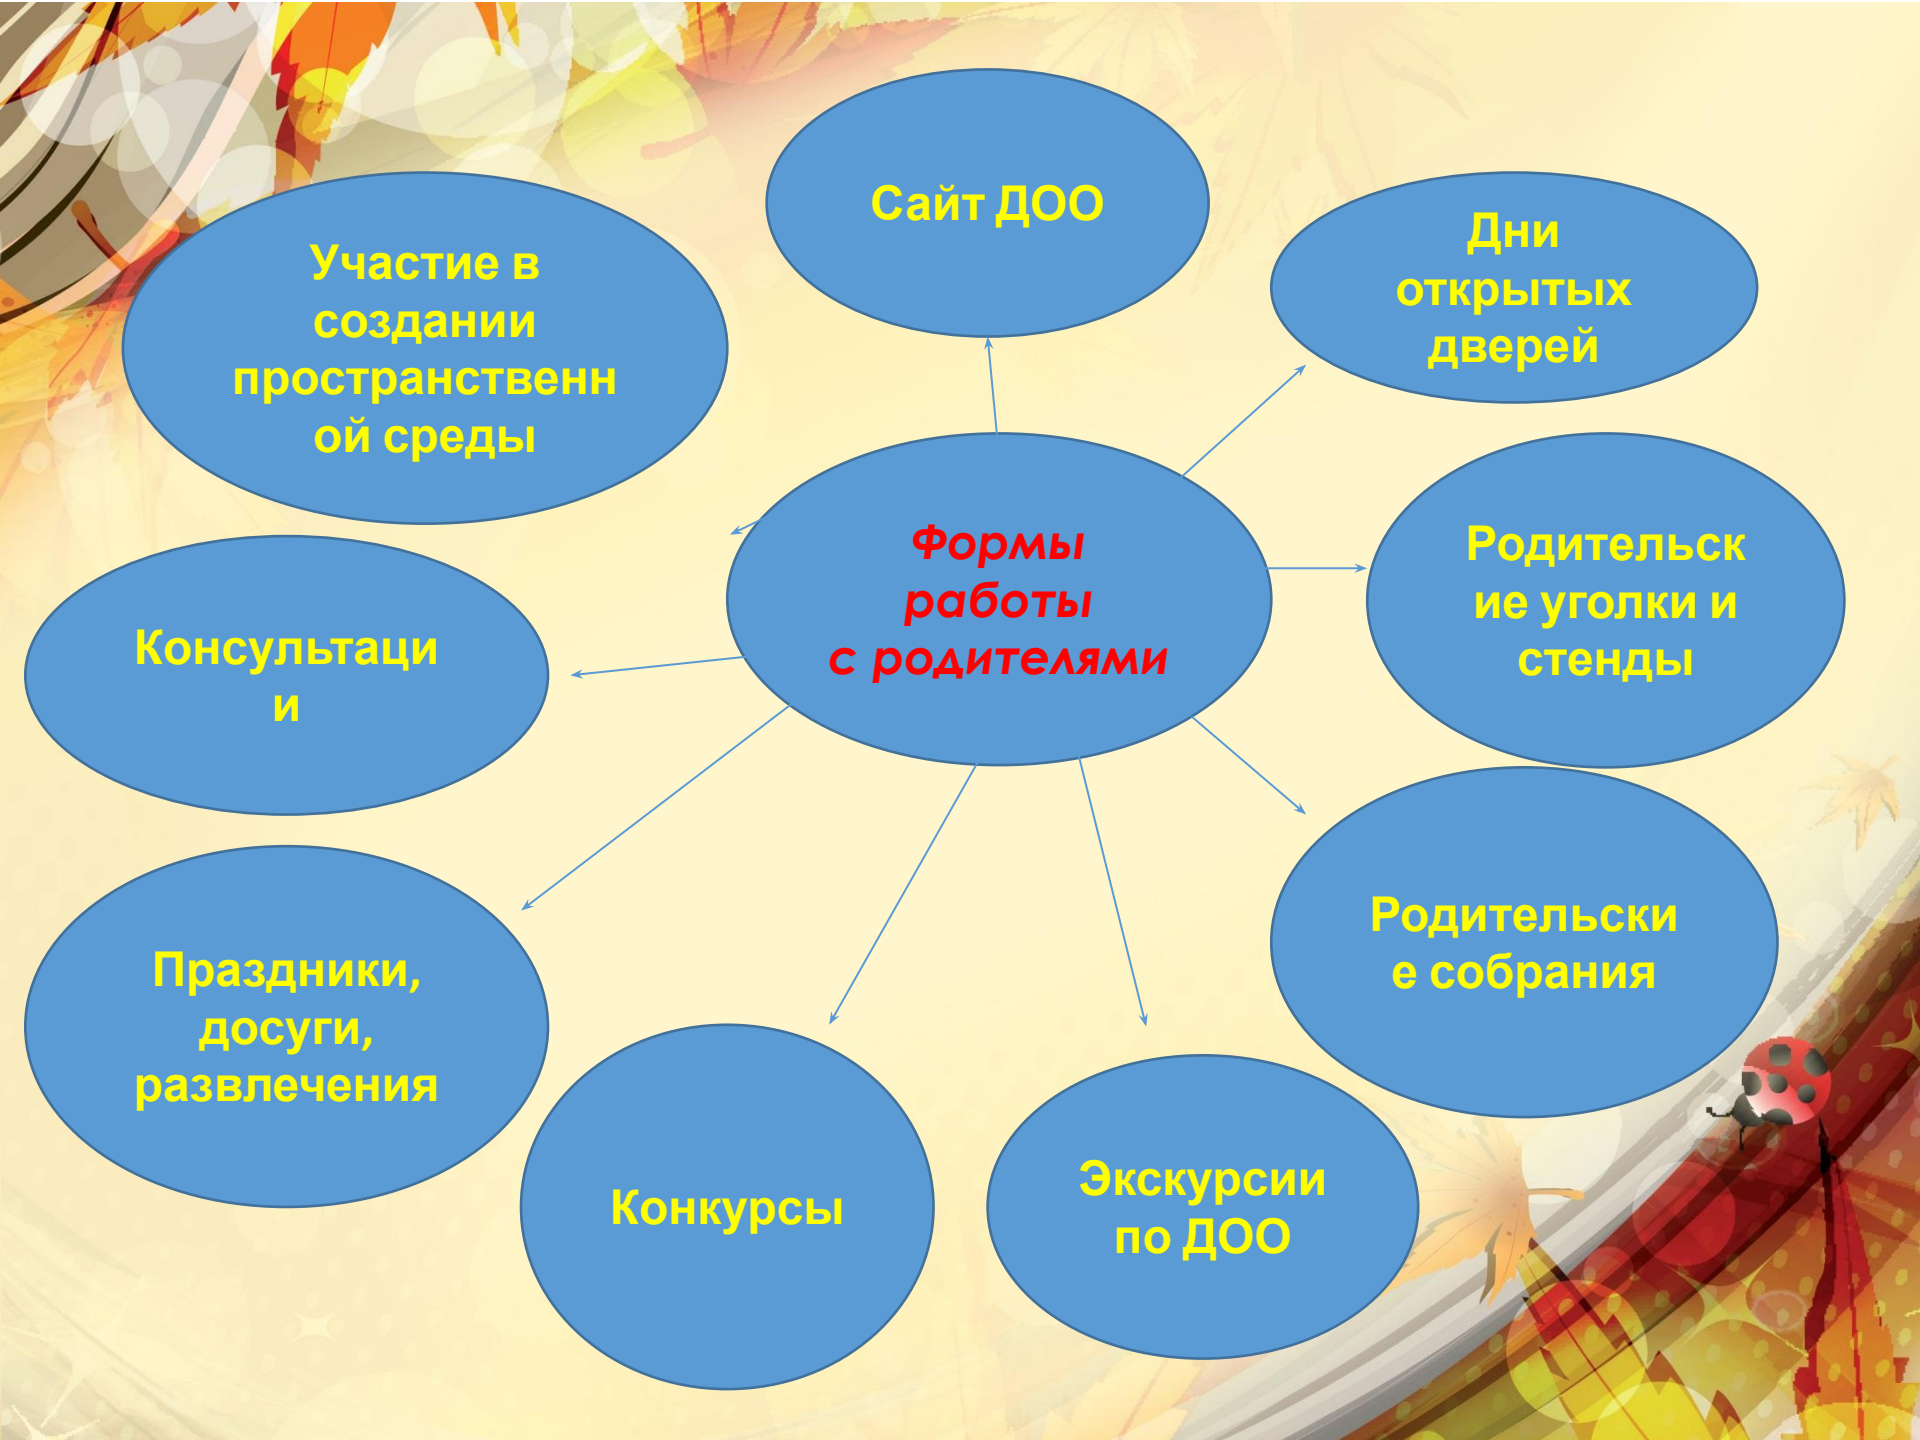 Сайт ДОО
Дни
открытых
дверей
Участие в
создании
пространственн
ой среды
Формы
работы
с родителями
Родительск
ие уголки и
стенды
Консультаци
и
Родительски
е собрания
Праздники,
досуги,
развлечения
Конкурсы
Экскурсии
по ДОО